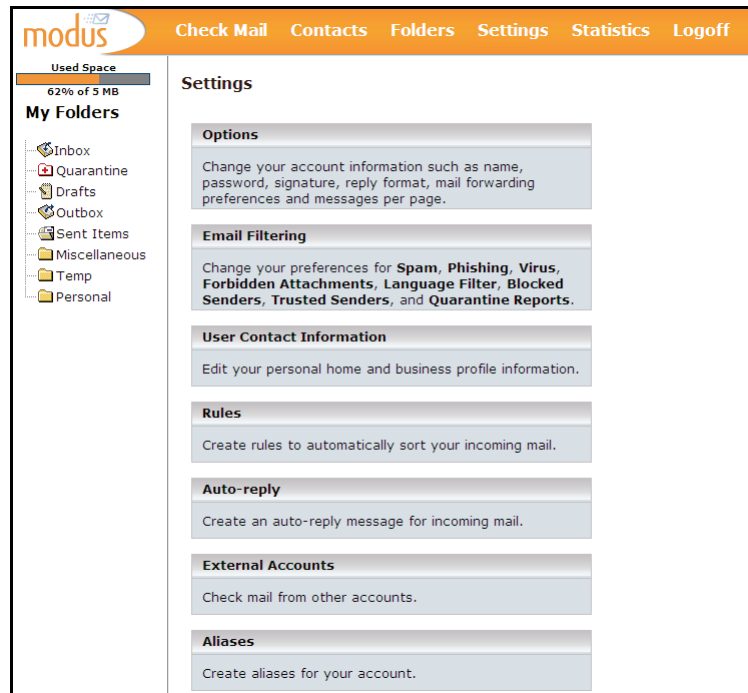 modus
Check Mail Contacts Folders Settings Statistics Logoff
Used Space
62% of 5 MB
My Folders
Inbox
Quarantine
Drafts
Outbox
Sent Items
Miscellaneous
Temp
Personal
Settings
Options
Change your account information such as name,
password, signature, reply format, mail forwarding
preferences and messages per page.
Email Filtering
Change your preferences for Spam, Phishing, Virus,
Forbidden Attachments, Language Filter, Blocked
Senders, Trusted Senders, and Quarantine Reports.
User Contact Information
Edit your personal home and business profile information.
Rules
Create rules to automatically sort your incoming mail.
Auto-reply
Create an auto-reply message for incoming mail.
External Accounts
Check mail from other accounts.
Aliases
Create aliases for your account.